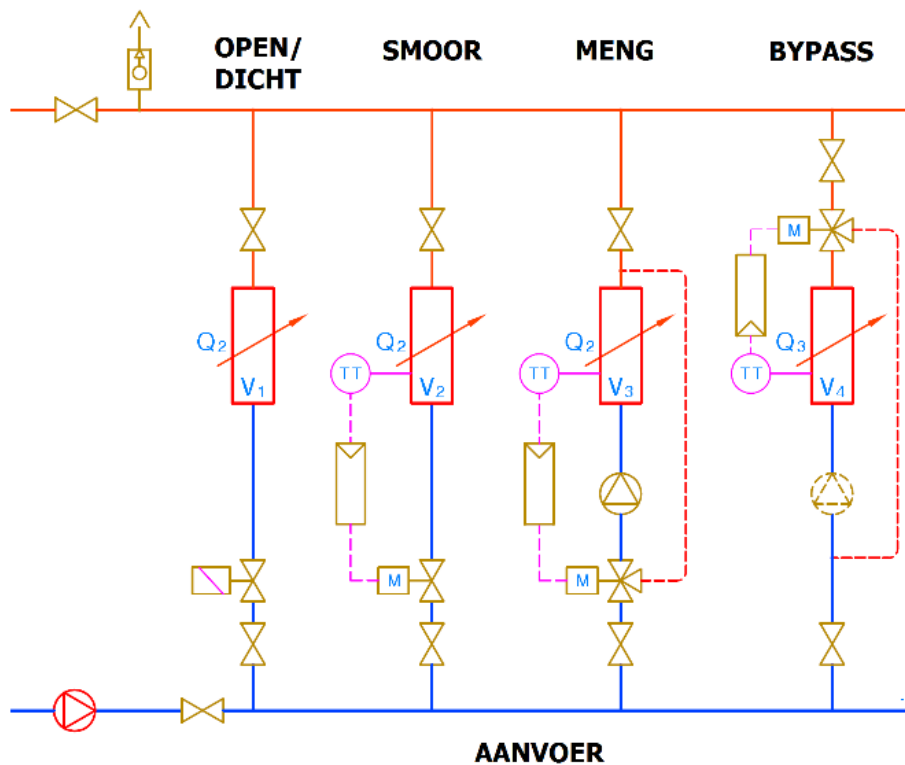 OPEN/
DICHT
SMOOR
MENG
BYPASS
M
Q₂
V₁
Q₂
TT
V₂
Q₂
TT
V₃
Q₃
TT
V₄
M
M
AANVOER